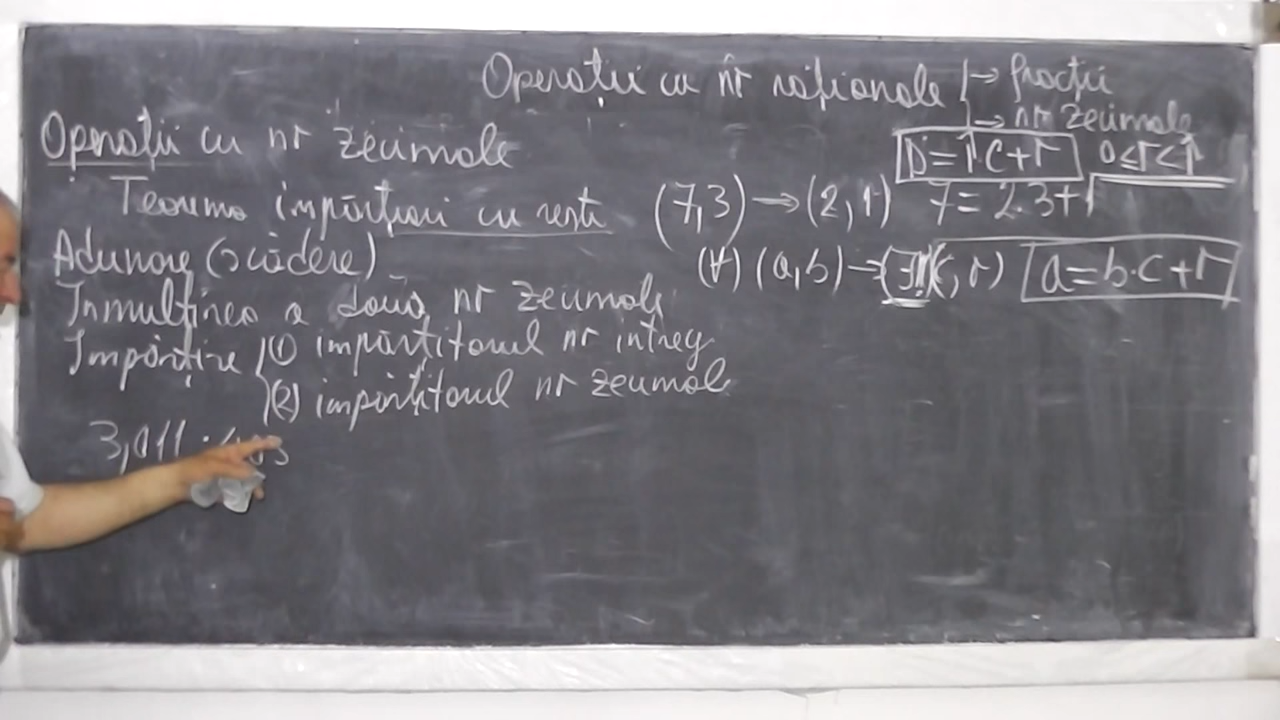 Operații cu nr raționale → fracții
→ nr zecimale
Operații cu nr zecimale
D=Î·C+r 0≤r<Î
Teorema împărțirii cu rest
(7,3)→(2,1) 7=2·3+1
Adunare (scădere)
(∀) (a,b)→(∃!)(c,r) a=b·c+r
Înmulțirea a două nr zecimale
Împărțire (1) împărțitorul nr întreg
(2) împărțitorul nr zecimal
3,011